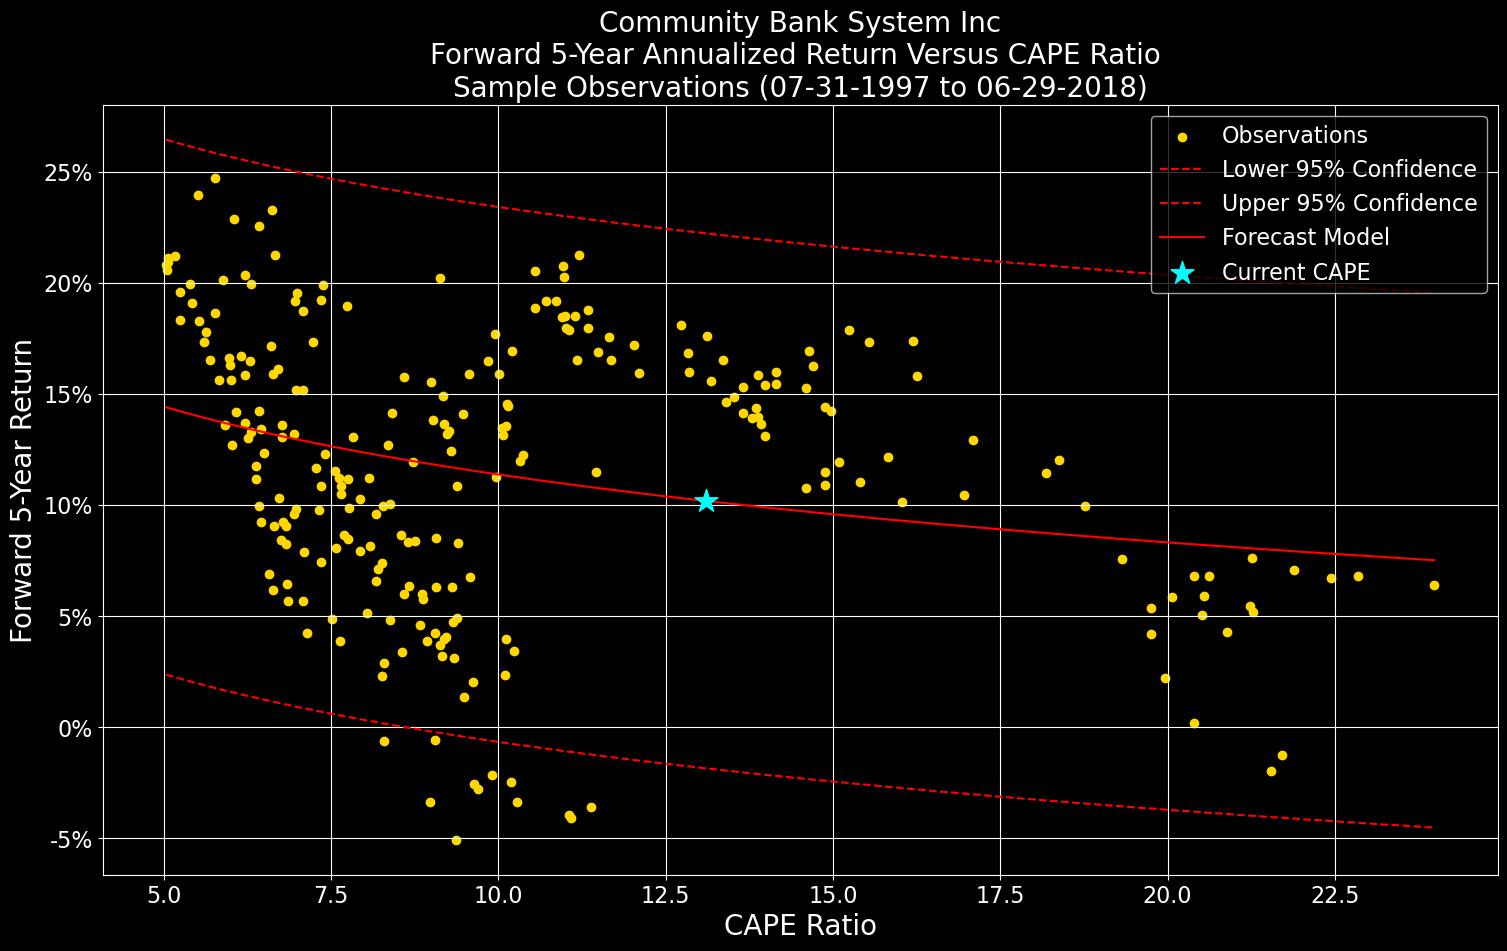 Community Bank System Inc
Forward 5-Year Annualized Return Versus CAPE Ratio
Sample Observations (07-31-1997 to 06-29-2018)
Observations
Lower 95% Confidence
Upper 95% Confidence
Forecast Model
Current CAPE
Forward 5-Year Return
25%
20%
15%
10%
5%
0%
-5%
5.0 7.5 10.0 12.5 15.0 17.5 20.0 22.5
CAPE Ratio